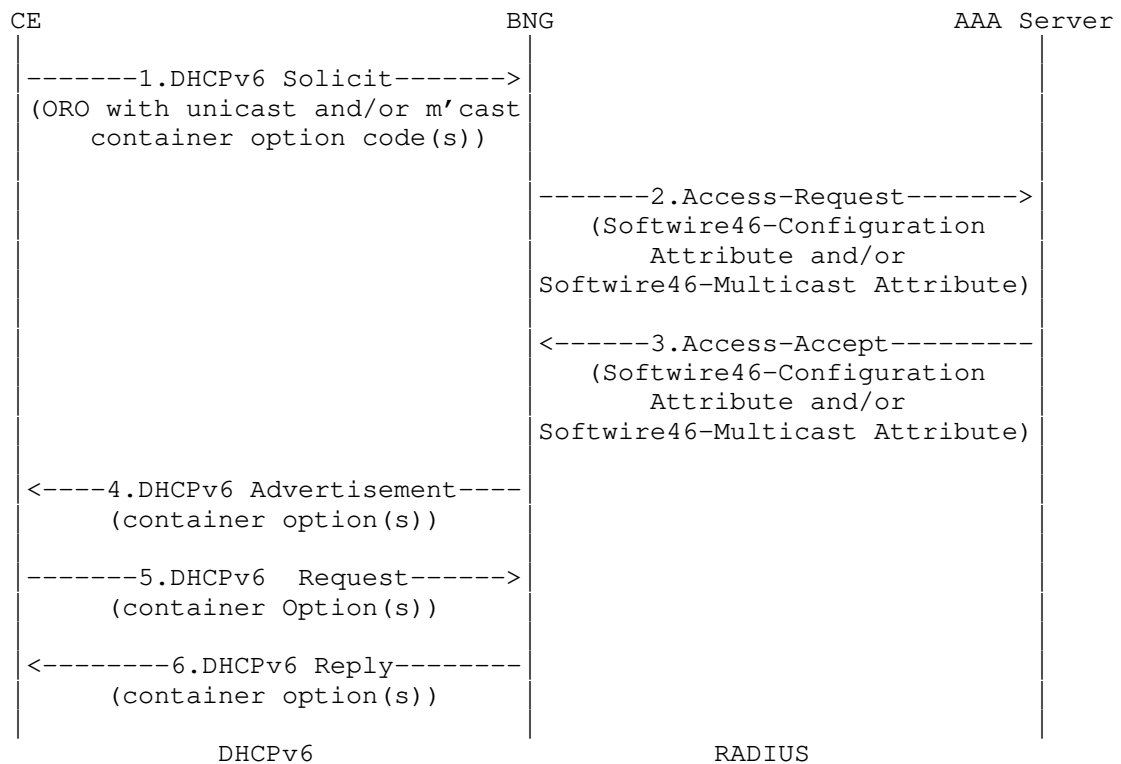 CE BNG AAA Server
-------1.DHCPv6 Solicit------->
(ORO with unicast and/or m'cast
container option code(s))
-------2.Access-Request------->
(Softwire46-Configuration
Attribute and/or
Softwire46-Multicast Attribute)
<------3.Access-Accept---------
(Softwire46-Configuration
Attribute and/or
Softwire46-Multicast Attribute)
<----4.DHCPv6 Advertisement----
(container option(s))
-------5.DHCPv6  Request------>
(container Option(s))
<--------6.DHCPv6 Reply--------
(container option(s))
DHCPv6 RADIUS